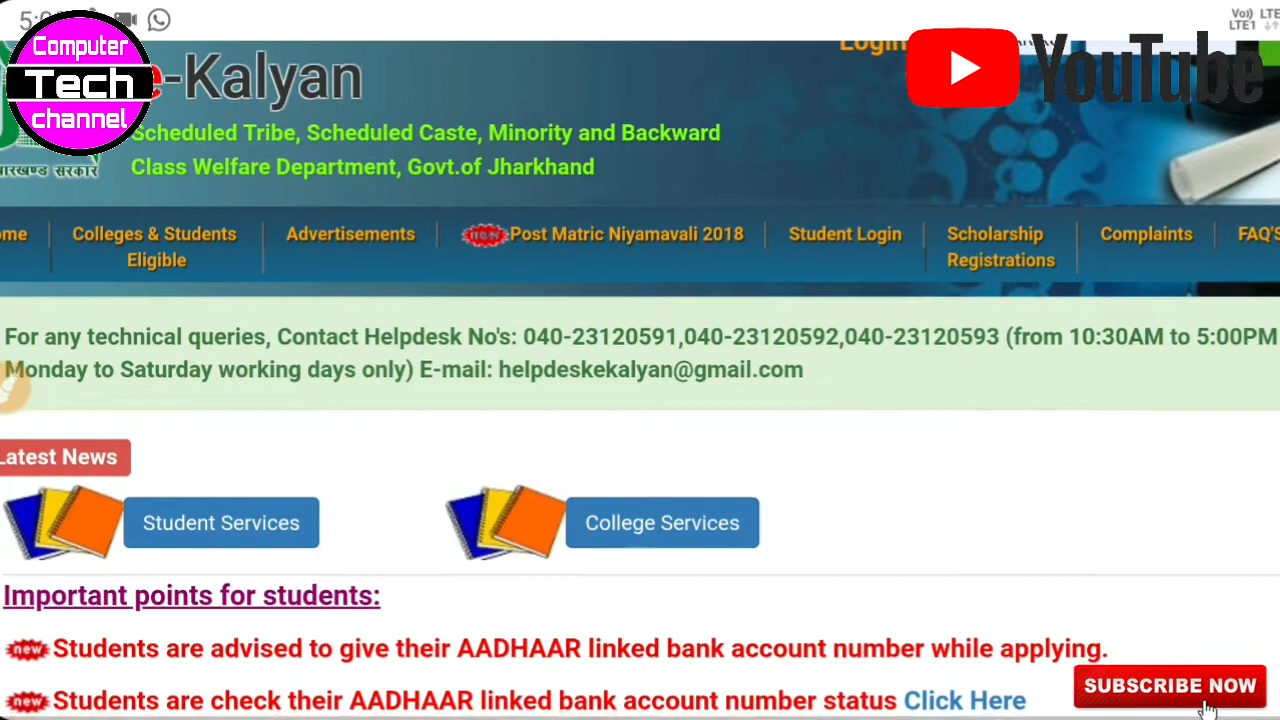 Computer
Tech
channel
e-Kalyan
Login
YouTube
Vo)) LTE
LTE1
Scheduled Tribe, Scheduled Caste, Minority and Backward
Class Welfare Department, Govt.of Jharkhand
सरकार
Colleges & Students
Eligible
Advertisements
new
Post Matric Niyamavali 2018
Student Login
Scholarship
Registrations
Complaints
FAQ'S
For any technical queries, Contact Helpdesk No's: 040-23120591,040-23120592,040-23120593 (from 10:30AM to 5:00PM
Monday to Saturday working days only) E-mail: helpdeskekalyan@gmail.com
Latest News
Student Services
College Services
Important points for students:
new Students are advised to give their AADHAAR linked bank account number while applying.
new Students are check their AADHAAR linked bank account number status Click Here
SUBSCRIBE NOW